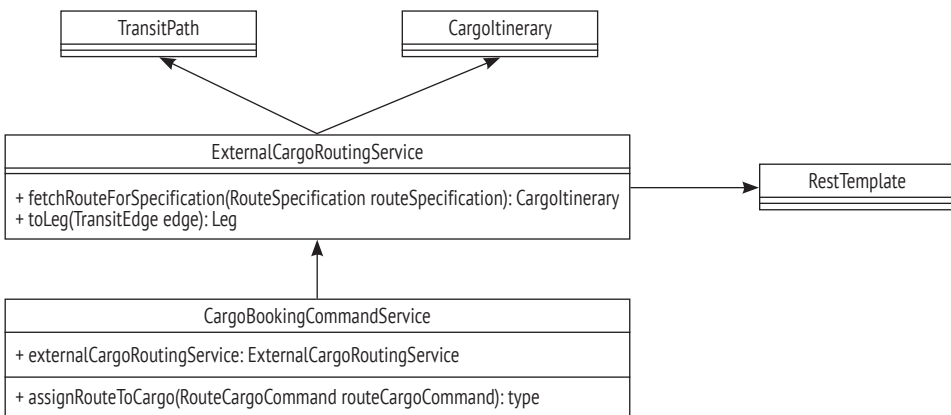 TransitPath
CargoItinerary
ExternalCargoRoutingService
+ fetchRouteForSpecification(RouteSpecification routeSpecification): CargoItinerary
+ toLeg(TransitEdge edge): Leg
RestTemplate
CargoBookingCommandService
+ externalCargoRoutingService: ExternalCargoRoutingService
+ assignRouteToCargo(RouteCargoCommand routeCargoCommand): type